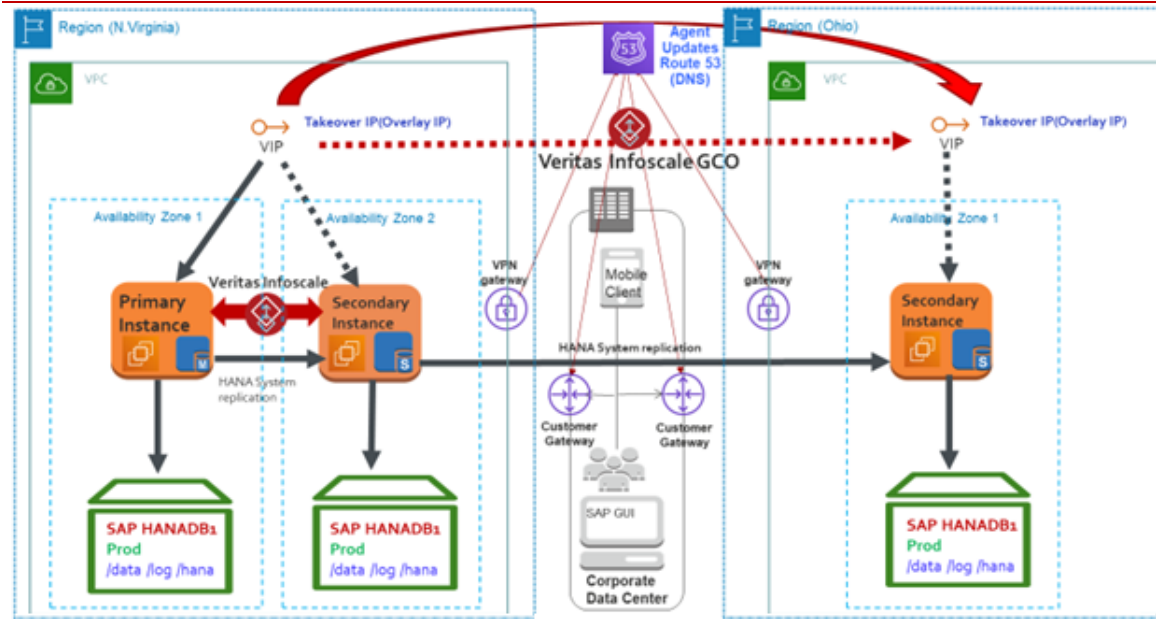 Region (N.Virginia)
VPC
Takeover IP(Overlay IP)
VIP
Availability Zone 1
Availability Zone 2
Veritas Infoscale
Primary
Instance
M
Secondary
Instance
S
HANA System
replication
SAP HANADB1
Prod
/data /log /hana
SAP HANADB1
Prod
/data /log /hana
53
Agent
Updates
Route 53
(DNS)
Veritas Infoscale GCO
VPN
gateway
Mobile
Client
VPN
gateway
HANA System replication
Customer
Gateway
Customer
Gateway
SAP GUI
Corporate
Data Center
Region (Ohio)
VPC
Takeover IP(Overlay IP)
VIP
Availability Zone 1
Secondary
Instance
S
SAP HANADB1
Prod
/data /log /hana